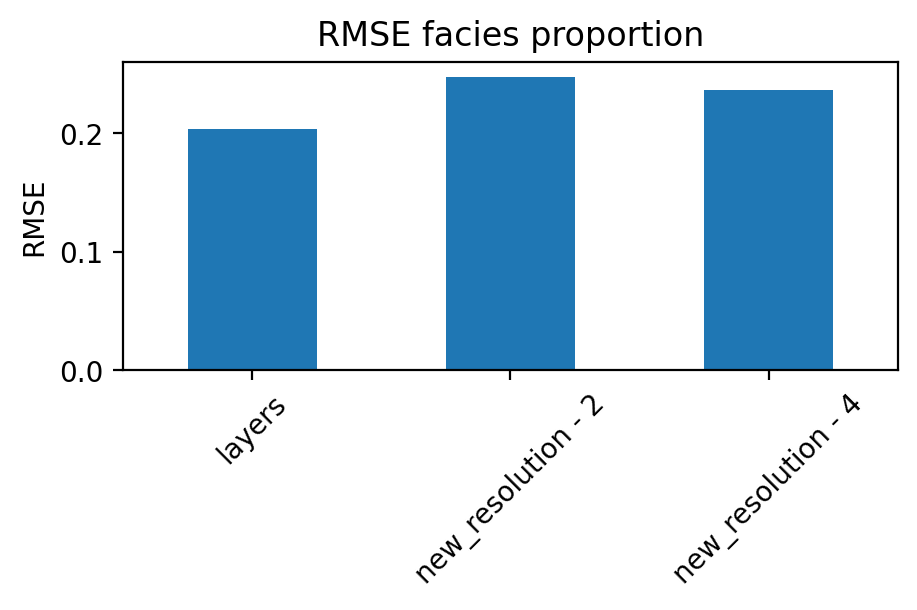 RMSE facies proportion
RMSE
0.2
0.1
0.0
layers
new_resolution - 2
new_resolution - 4